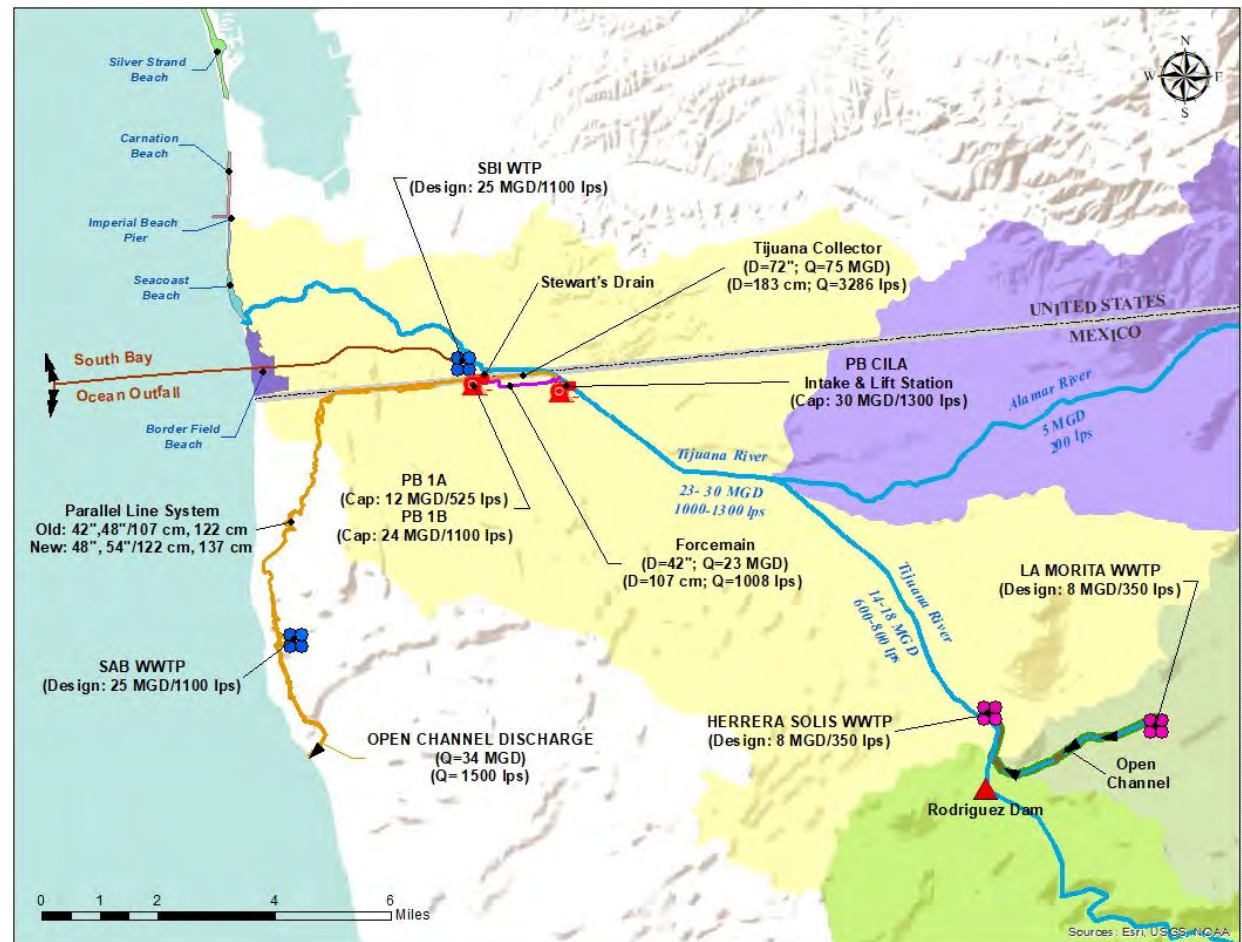 N
W E
S
Silver Strand
Beach
Carnation
Beach
Imperial Beach
Pier
Seacoast
Beach
SBI WTP
(Design: 25 MGD/1100 lps)
Stewart's Drain
Tijuana Collector
(D=72"; Q=75 MGD)
(D=183 cm; Q=3286 lps)
UNITED STATES
MEXICO
South Bay
Ocean Outfall
PB CILA
Intake & Lift Station
(Cap: 30 MGD/1300 lps)
Alamar River
5 MGD
200 lps
Border Field
Beach
Tijuana River
23- 30 MGD
1000-1300 lps
PB 1A
(Cap: 12 MGD/525 lps)
PB 1B
(Cap: 24 MGD/1100 lps)
Parallel Line System
Old: 42",48"/107 cm, 122 cm
New: 48", 54"/122 cm, 137 cm
Forcemain
(D=42"; Q=23 MGD)
(D=107 cm; Q=1008 lps)
Tijuana River
14-18 MGD
600-800 lps
LA MORITA WWTP
(Design: 8 MGD/350 lps)
SAB WWTP
(Design: 25 MGD/1100 lps)
HERRERA SOLIS WWTP
(Design: 8 MGD/350 lps)
OPEN CHANNEL DISCHARGE
(Q=34 MGD)
(Q= 1500 lps)
Open
Channel
Rodriguez Dam
0 1 2 4 6
Miles
Sources: Esri, USGS, NOAA